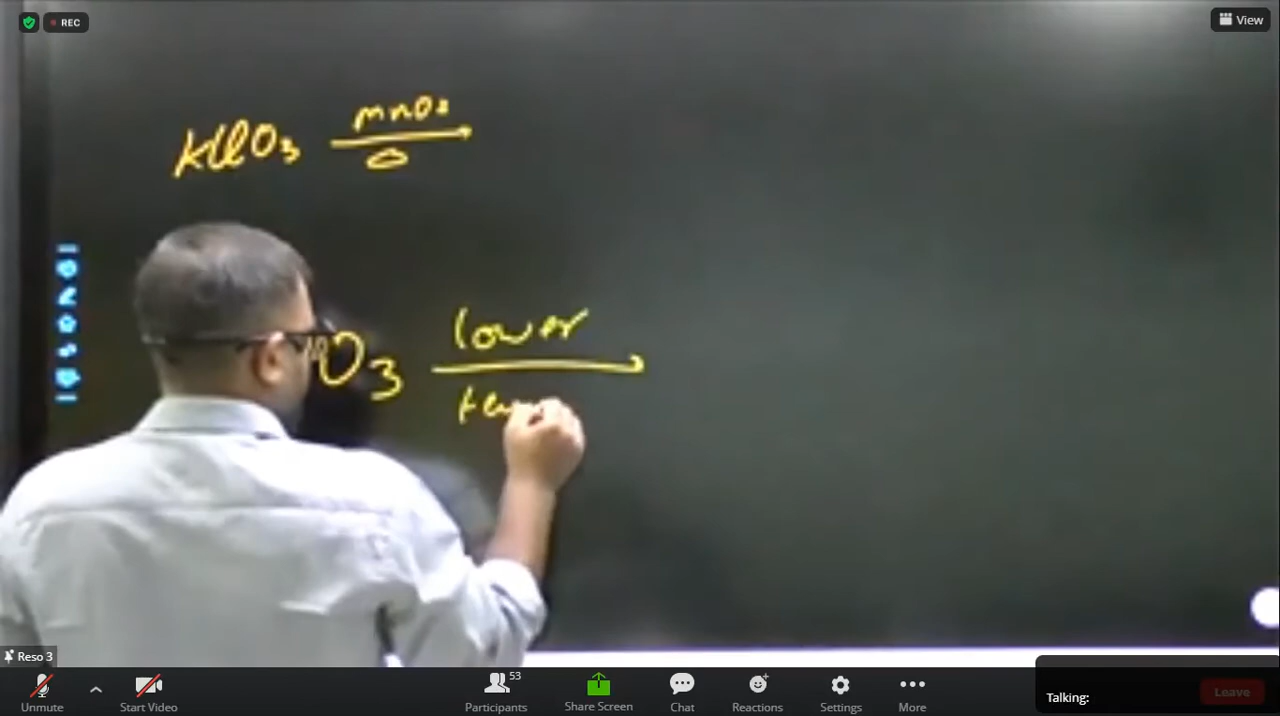 REC
View
KClO3 MnO2
Δ
O3 lower
Reso 3
53
Unmute
Start Video
Participants
Share Screen
Chat
Reactions
Settings
More
Talking:
Leave